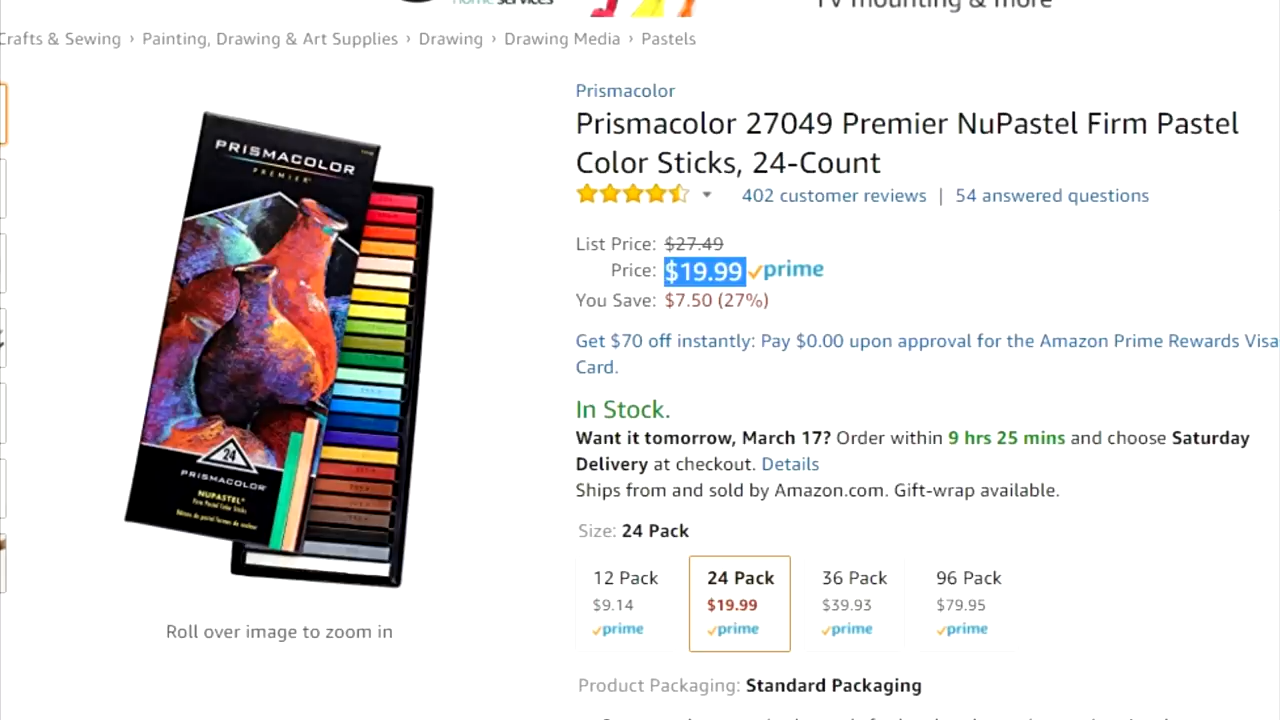 home services
TV mounting & more
Crafts & Sewing › Painting, Drawing & Art Supplies › Drawing › Drawing Media › Pastels
Prismacolor
Prismacolor 27049 Premier NuPastel Firm Pastel
Color Sticks, 24-Count
402 customer reviews | 54 answered questions
List Price: $27.49
Price: $19.99 prime
You Save: $7.50 (27%)
Get $70 off instantly: Pay $0.00 upon approval for the Amazon Prime Rewards Visa
Card.
In Stock.
Want it tomorrow, March 17? Order within 9 hrs 25 mins and choose Saturday
Delivery at checkout. Details
Ships from and sold by Amazon.com. Gift-wrap available.
Size: 24 Pack
12 Pack 24 Pack 36 Pack 96 Pack
$9.14 $19.99 $39.93 $79.95
prime prime prime prime
Product Packaging: Standard Packaging
PRISMACOLOR
PREMIER
24
PRISMACOLOR
NUPASTEL
Firm Pastel Color Sticks
Roll over image to zoom in